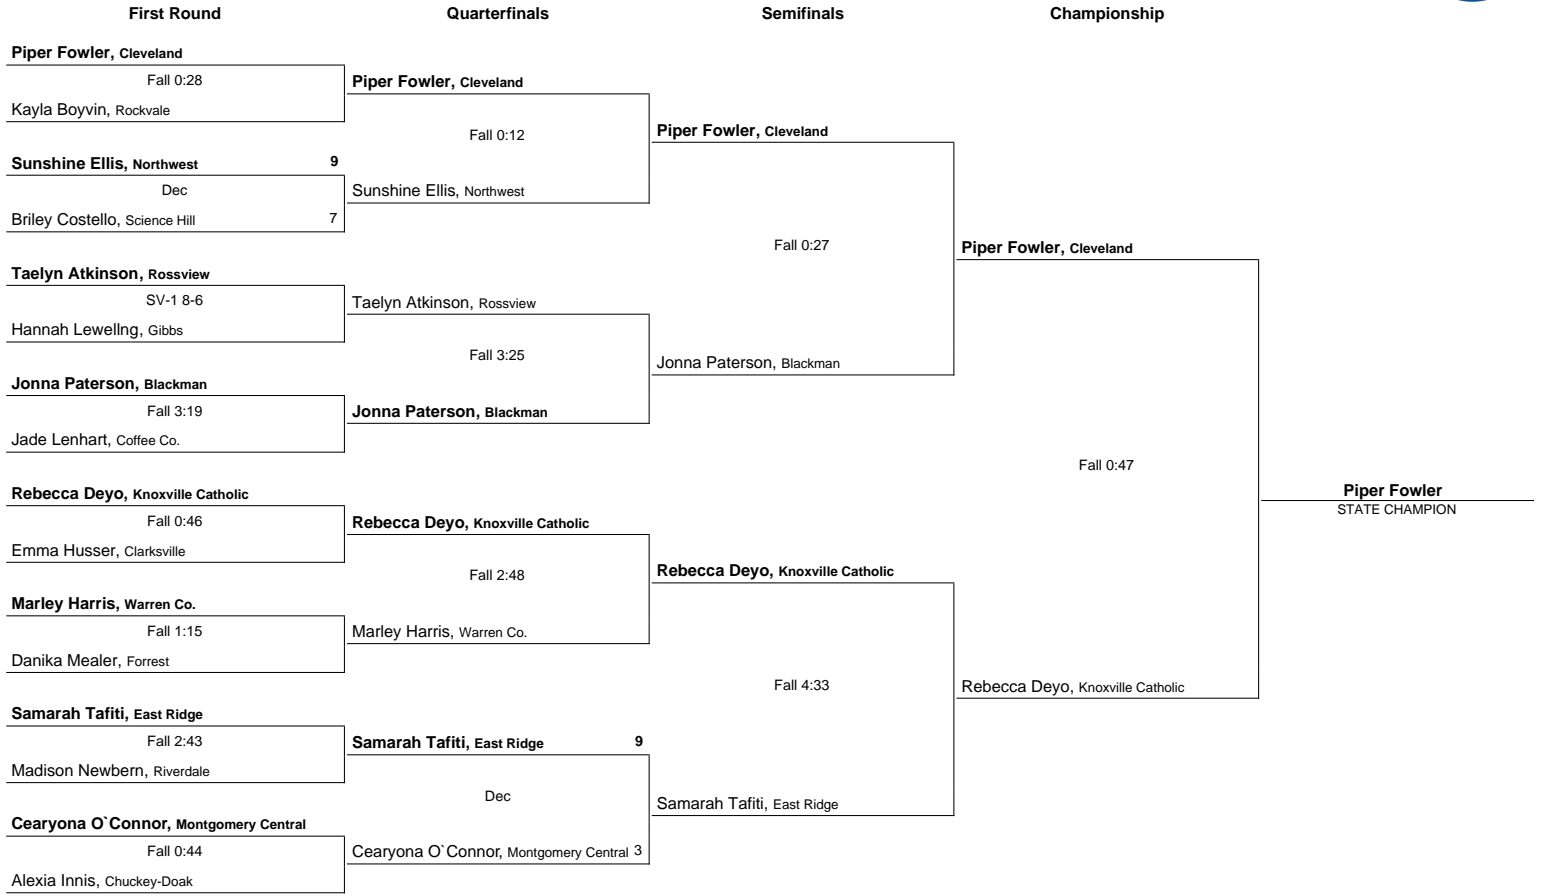 First Round
Quarterfinals
Semifinals
Championship
Piper Fowler, Cleveland
Fall 0:28
Kayla Boyvin, Rockvale
Sunshine Ellis, Northwest 9
Dec
Briley Costello, Science Hill 7
Taelyn Atkinson, Rossview
SV-1 8-6
Hannah Lewellng, Gibbs
Jonna Paterson, Blackman
Fall 3:19
Jade Lenhart, Coffee Co.
Rebecca Deyo, Knoxville Catholic
Fall 0:46
Emma Husser, Clarksville
Marley Harris, Warren Co.
Fall 1:15
Danika Mealer, Forrest
Samarah Tafiti, East Ridge
Fall 2:43
Madison Newbern, Riverdale
Cearyona O`Connor, Montgomery Central
Fall 0:44
Alexia Innis, Chuckey-Doak
Piper Fowler, Cleveland
Fall 0:12
Sunshine Ellis, Northwest
Taelyn Atkinson, Rossview
Fall 3:25
Jonna Paterson, Blackman
Rebecca Deyo, Knoxville Catholic
Fall 2:48
Marley Harris, Warren Co.
Samarah Tafiti, East Ridge 9
Dec
Cearyona O`Connor, Montgomery Central 3
Piper Fowler, Cleveland
Fall 0:27
Jonna Paterson, Blackman
Rebecca Deyo, Knoxville Catholic
Fall 4:33
Samarah Tafiti, East Ridge
Piper Fowler, Cleveland
Fall 0:47
Rebecca Deyo, Knoxville Catholic
Piper Fowler
STATE CHAMPION